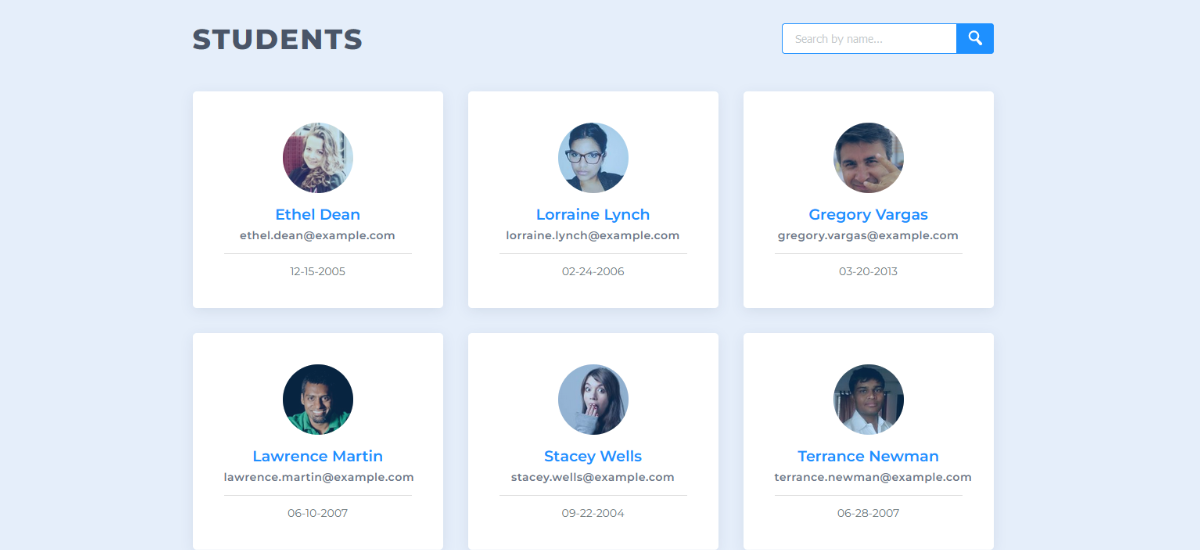 STUDENTS
Search by name...
Ethel Dean
ethel.dean@example.com
12-15-2005
Lorraine Lynch
lorraine.lynch@example.com
02-24-2006
Gregory Vargas
gregory.vargas@example.com
03-20-2013
Lawrence Martin
lawrence.martin@example.com
06-10-2007
Stacey Wells
stacey.wells@example.com
09-22-2004
Terrance Newman
terrance.newman@example.com
06-28-2007